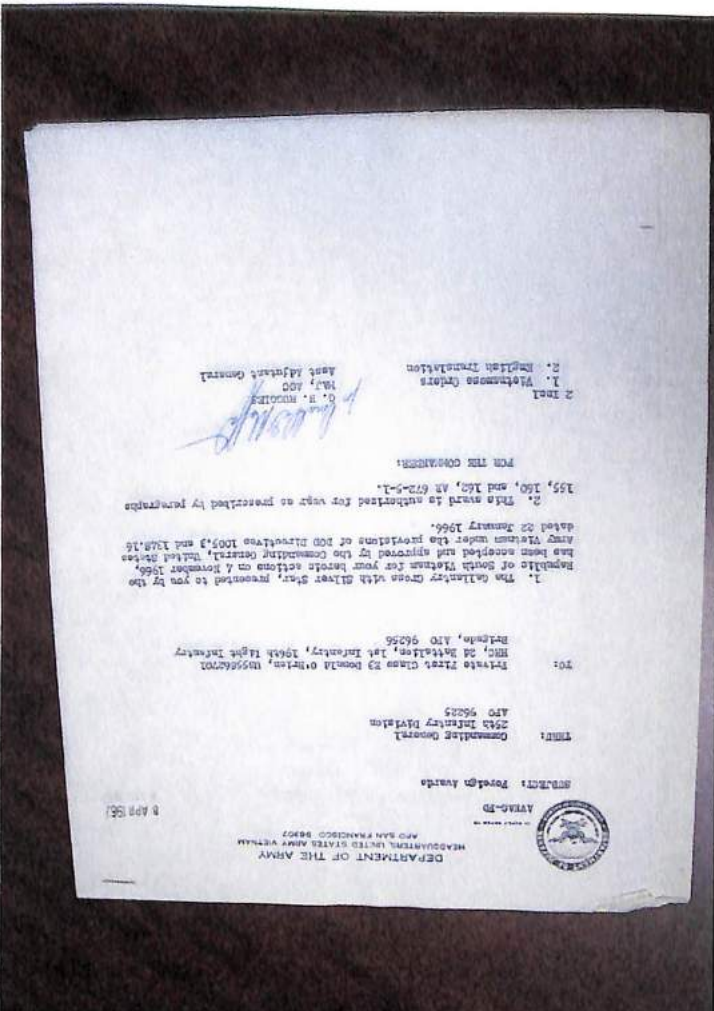 DEPARTMENT OF THE ARMY
HEADQUARTERS, UNITED STATES ARMY VIETNAM
APO SAN FRANCISCO 96307
IN REPLY REFER TO
AVHAG-PD
8 APR 1967
SUBJECT: Foreign Awards
THRU: Commanding General
25th Infantry Division
APO 96225
TO: Private First Class E3 Donald O'Brien, US55862701
HHC, 2d Battalion, 1st Infantry, 196th Light Infantry
Brigade, APO 96256
1. The Gallantry Cross with Silver Star, presented to you by the
Republic of South Vietnam for your heroic actions on 4 November 1966,
has been accepted and approved by the Commanding General, United States
Army Vietnam under the provisions of DOD Directives 1005.3 and 1348.16
dated 22 January 1966.
2. This award is authorized for wear as prescribed by paragraphs
155, 160, and 162, AR 672-5-1.
FOR THE COMMANDER:
2 Incl
1. Vietnamese Orders
2. English Translation
G. E. RUGGLES
MAJ, AGC
Asst Adjutant General